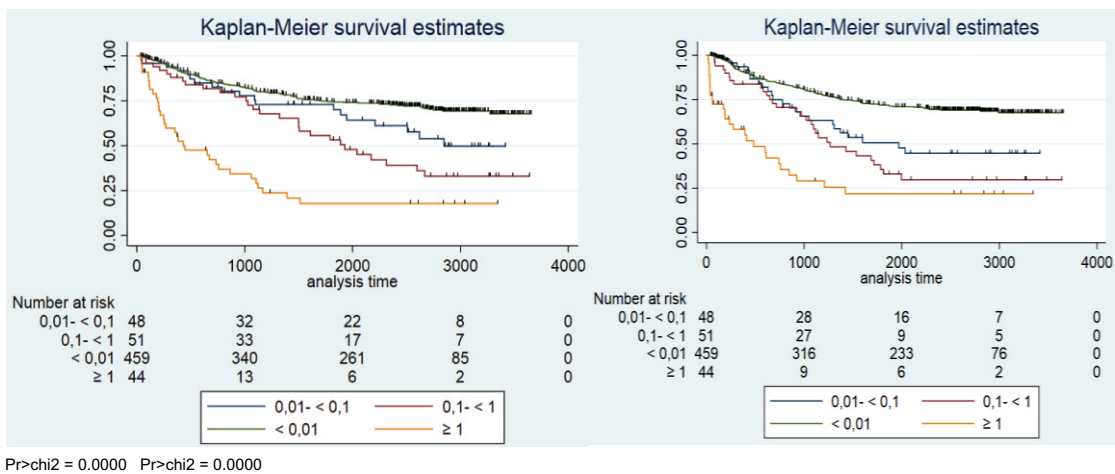 Kaplan-Meier survival estimates
1.00
0.75
0.50
0.25
0.00
0 1000 2000 3000 4000
analysis time
Number at risk
0,01- < 0,1 48 32 22 8 0
0,1- < 1 51 33 17 7 0
< 0,01 459 340 261 85 0
≥ 1 44 13 6 2 0
0,01- < 0,1 0,1- < 1
< 0,01 ≥ 1
Kaplan-Meier survival estimates
1.00
0.75
0.50
0.25
0.00
0 1000 2000 3000 4000
analysis time
Number at risk
0,01- < 0,1 48 28 16 7 0
0,1- < 1 51 27 9 5 0
< 0,01 459 316 233 76 0
≥ 1 44 9 6 2 0
0,01- < 0,1 0,1- < 1
< 0,01 ≥ 1
Pr>chi2 = 0.0000 Pr>chi2 = 0.0000